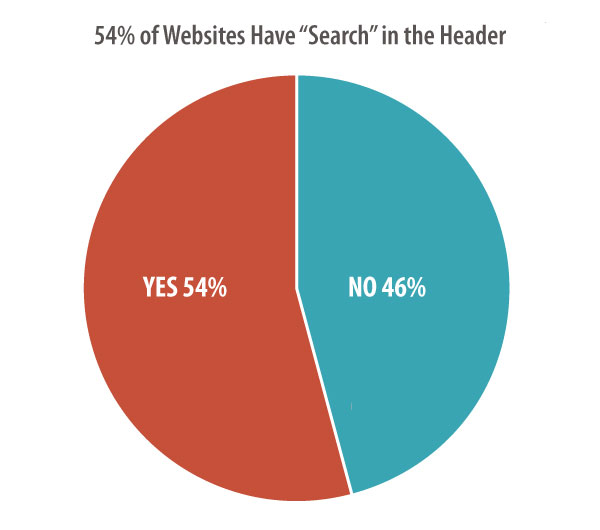 54% of Websites Have “Search” in the Header
YES 54%
NO 46%